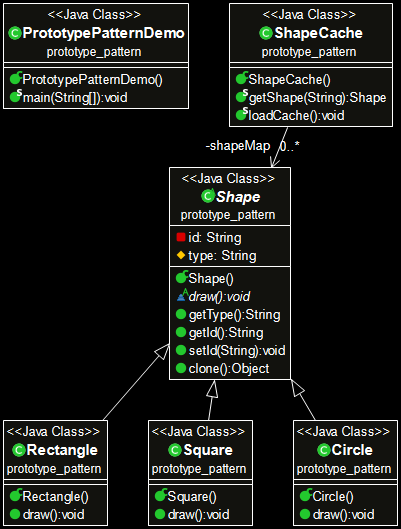 <<Java Class>>
PrototypePatternDemo
prototype_pattern
PrototypePatternDemo()
main(String[]):void
<<Java Class>>
ShapeCache
prototype_pattern
ShapeCache()
getShape(String):Shape
loadCache():void
-shapeMap
0..*
<<Java Class>>
Shape
prototype_pattern
id: String
type: String
Shape()
draw():void
getType():String
getId():String
setId(String):void
clone():Object
<<Java Class>>
Rectangle
prototype_pattern
Rectangle()
draw():void
<<Java Class>>
Square
prototype_pattern
Square()
draw():void
<<Java Class>>
Circle
prototype_pattern
Circle()
draw():void